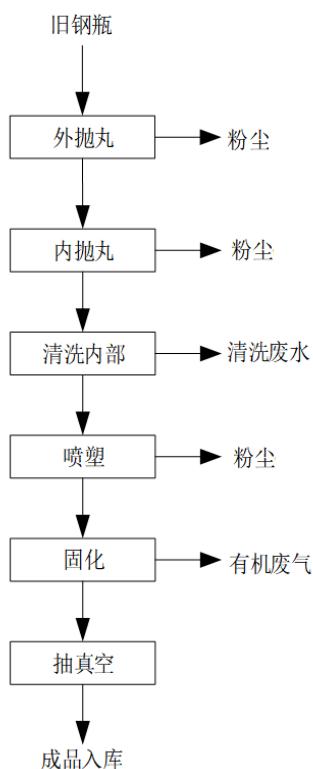 旧钢瓶
外抛丸
粉尘
内抛丸
粉尘
清洗内部
清洗废水
喷塑
粉尘
固化
有机废气
抽真空
成品入库